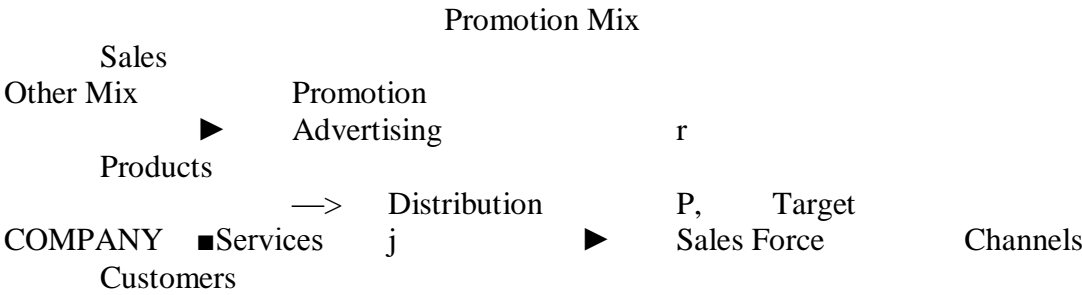 Promotion Mix
Sales
Other Mix Promotion
► Advertising r
Products
—> Distribution P, Target
COMPANY ■Services j ► Sales Force Channels
Customers